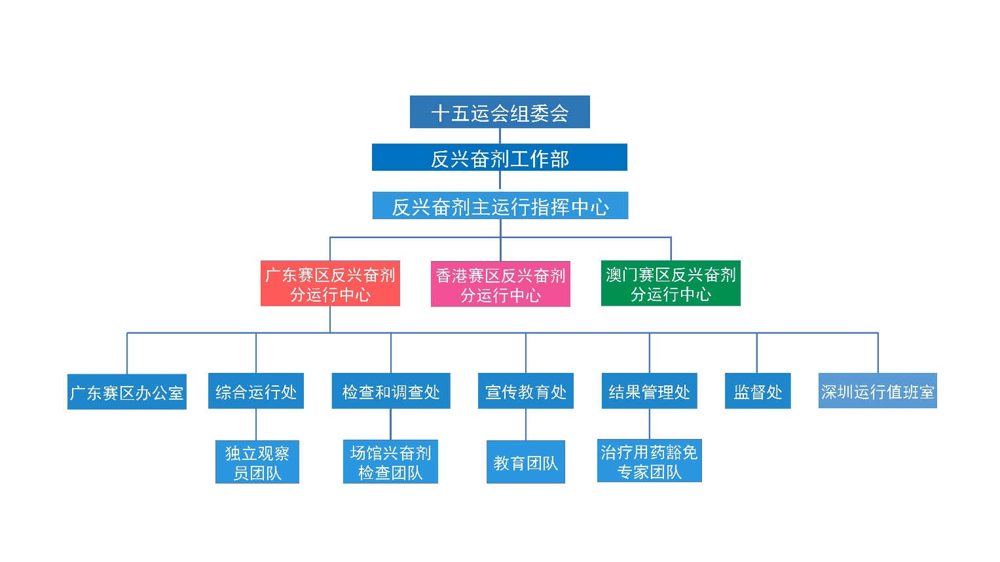 十五运会组委会
反兴奋剂工作部
反兴奋剂主运行指挥中心
广东赛区反兴奋剂
分运行中心
香港赛区反兴奋剂
分运行中心
澳门赛区反兴奋剂
分运行中心
广东赛区办公室
综合运行处
检查和调查处
宣传教育处
结果管理处
监督处
深圳运行值班室
独立观察
员团队
场馆兴奋剂
检查团队
教育团队
治疗用药豁免
专家团队